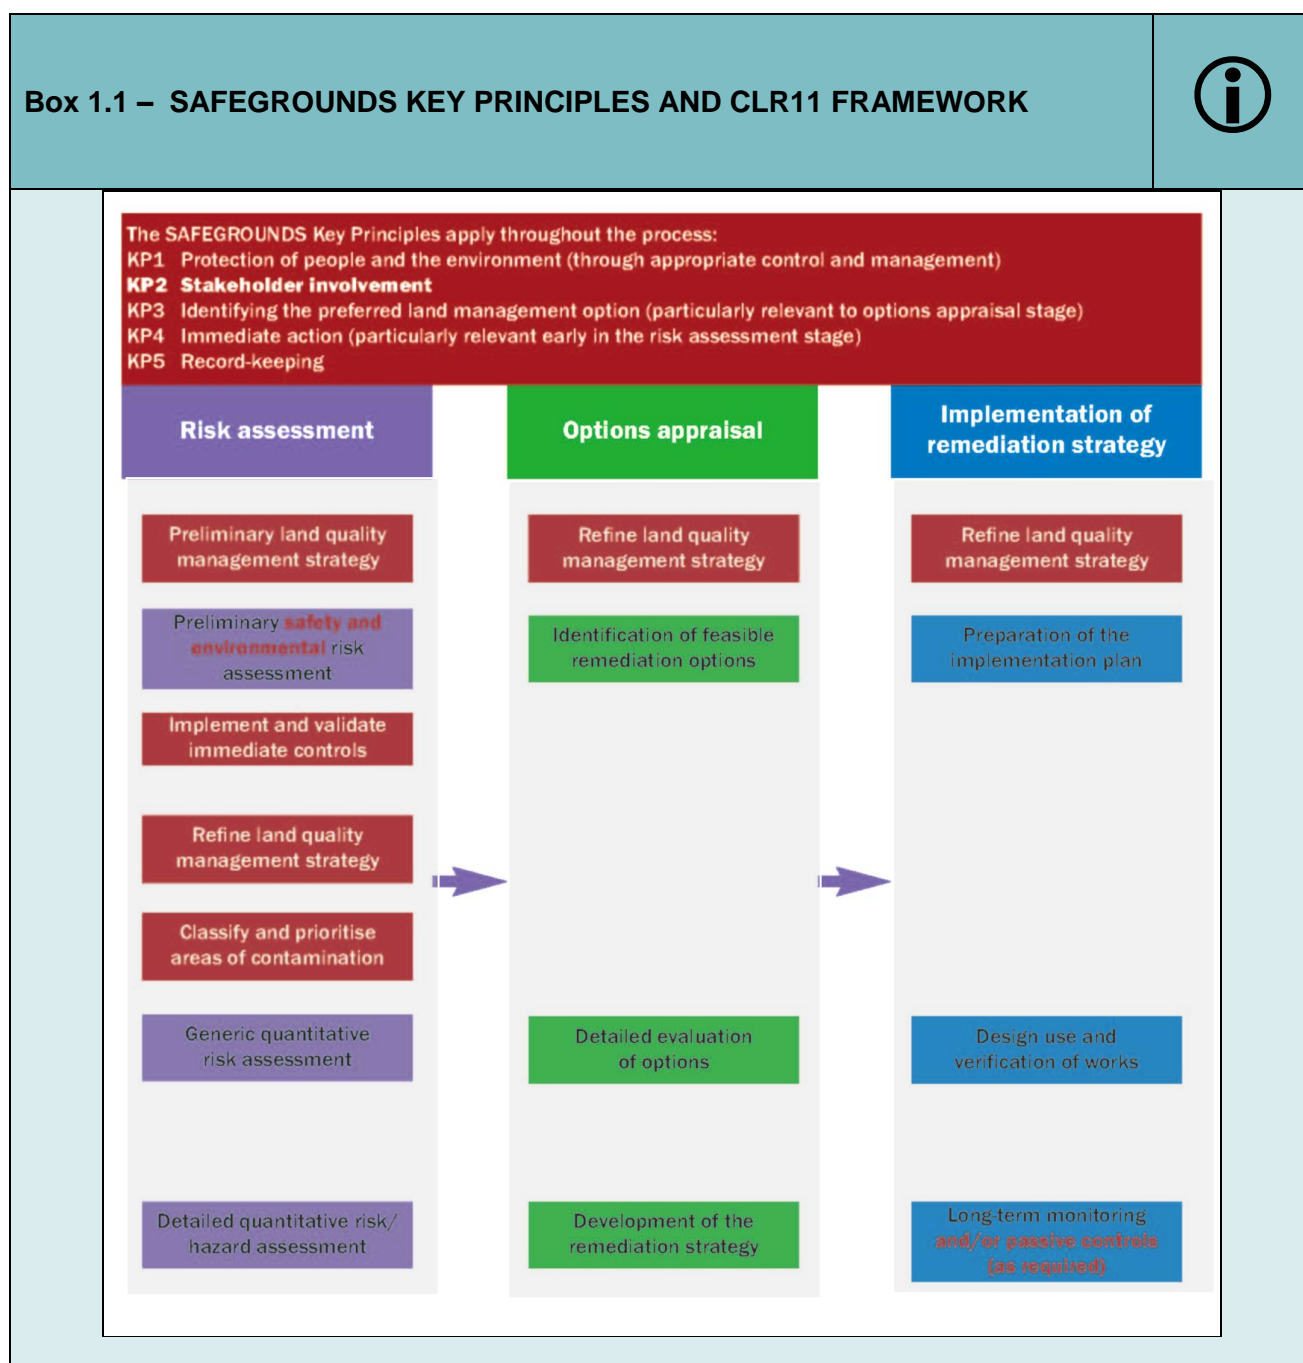 Box 1.1 – SAFEGROUNDS KEY PRINCIPLES AND CLR11 FRAMEWORK
The SAFEGROUNDS Key Principles apply throughout the process:
KP1 Protection of people and the environment (through appropriate control and management)
KP2 Stakeholder involvement
KP3 Identifying the preferred land management option (particularly relevant to options appraisal stage)
KP4 Immediate action (particularly relevant early in the risk assessment stage)
KP5 Record-keeping
Risk assessment
Preliminary land quality
management strategy
Preliminary safety and
environmental risk
assessment
Implement and validate
immediate controls
Refine land quality
management strategy
Classify and prioritise
areas of contamination
Generic quantitative
risk assessment
Detailed quantitative risk/
hazard assessment
Options appraisal
Refine land quality
management strategy
Identification of feasible
remediation options
Detailed evaluation
of options
Development of the
remediation strategy
Implementation of
remediation strategy
Refine land quality
management strategy
Preparation of the
implementation plan
Design use and
verification of works
Long-term monitoring
and/or passive controls
(as required)